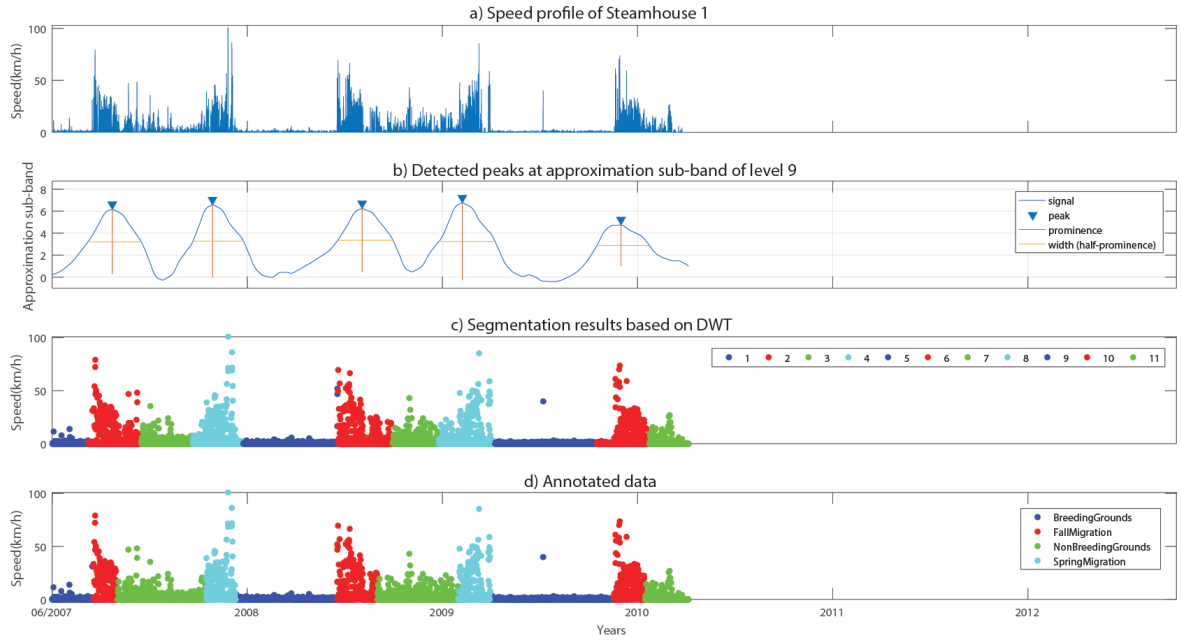 a) Speed profile of Steamhouse 1
Speed(km/h)
100
50
0
b) Detected peaks at approximation sub-band of level 9
Approximation sub-band
8
6
4
2
0
signal
peak
prominence
width (half-prominence)
c) Segmentation results based on DWT
Speed(km/h)
100
50
0
1 2 3 4 5 6 7 8 9 10 11
d) Annotated data
Speed(km/h)
100
50
0
BreedingGrounds
FallMigration
NonBreedingGrounds
SpringMigration
06/2007 2008 2009 2010 2011 2012
Years